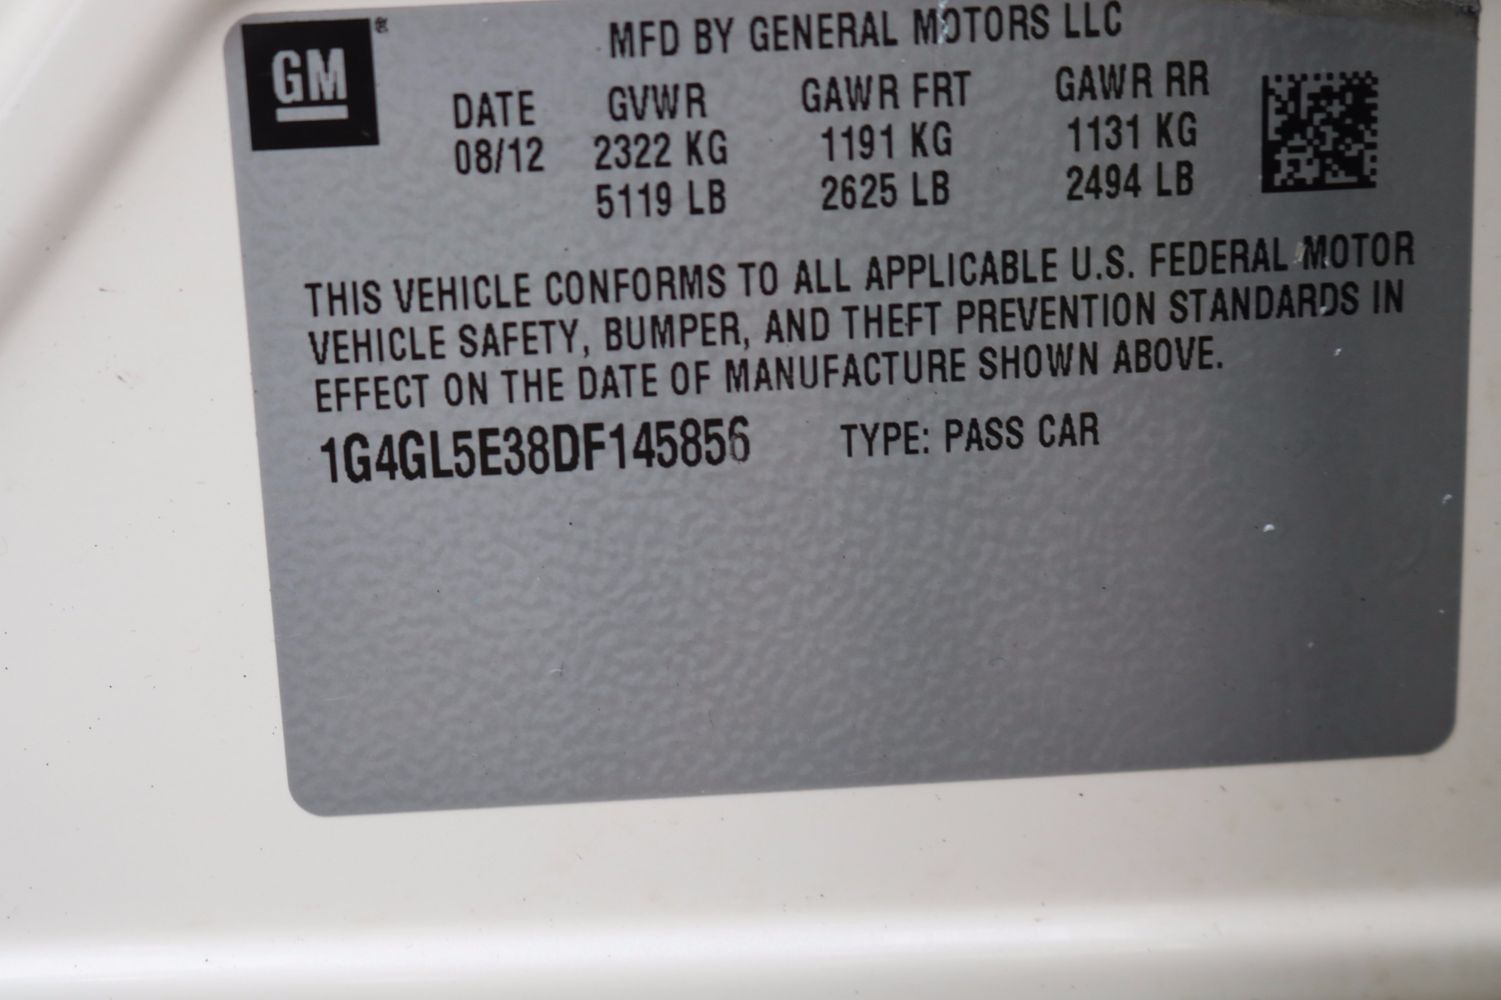 GM ®
MFD BY GENERAL MOTORS LLC
DATE GVWR GAWR FRT GAWR RR
08/12 2322 KG 1191 KG 1131 KG
5119 LB 2625 LB 2494 LB
THIS VEHICLE CONFORMS TO ALL APPLICABLE U.S. FEDERAL MOTOR
VEHICLE SAFETY, BUMPER, AND THEFT PREVENTION STANDARDS IN
EFFECT ON THE DATE OF MANUFACTURE SHOWN ABOVE.
1G4GL5E38DF145856 TYPE: PASS CAR